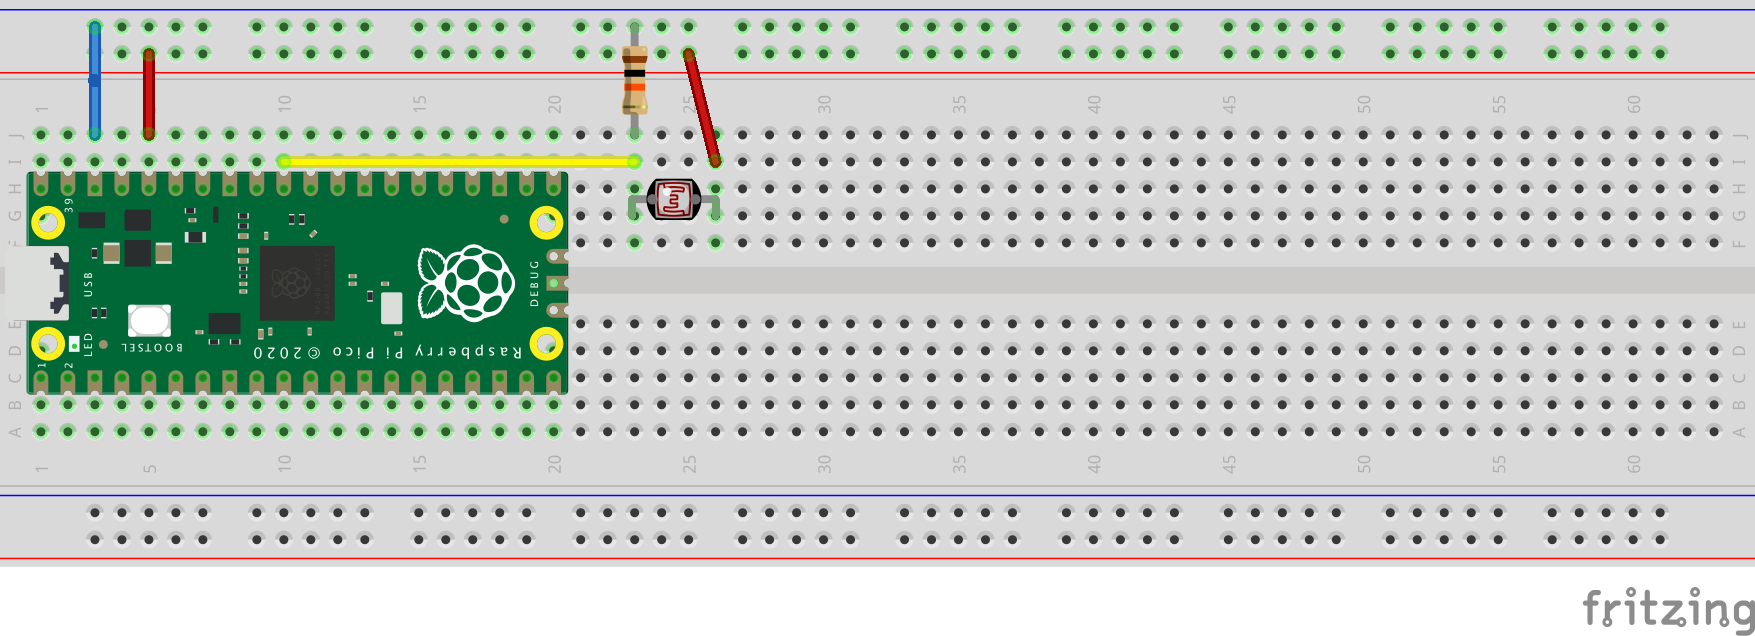 1 10 15 20 25 30 35 40 45 50 55 60
J J
I I
H H
39
G G
F F
USB
DEBUG
E E
LED
BOOTSEL
Raspberry Pi Pico © 2020
D D
1 2
C C
B B
A A
1 5 10 15 20 25 30 35 40 45 50 55 60
fritzing